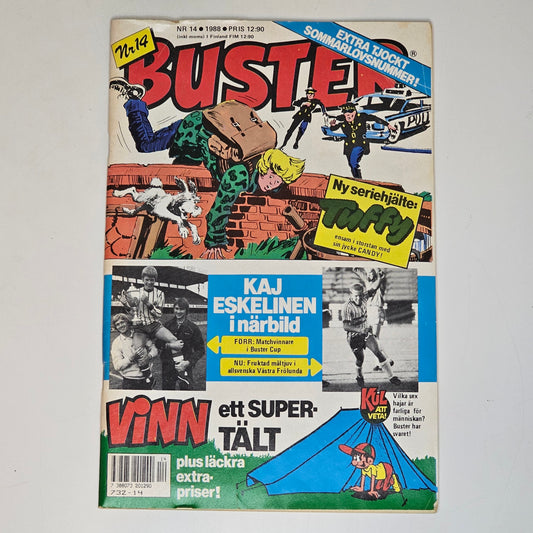 Nr 14
NR 14 • 1988 • PRIS 12:90
(inkl moms) I Finland FIM 12:90
BUSTER®
EXTRA TJOCKT
SOMMARLOVSNUMMER!
Ny seriehjälte:
Tuffy
ensam i storstan med
sin jycke CANDY!
KAJ
ESKELINEN
i närbild
FÖRR: Matchvinnare
i Buster Cup
NU: Fruktad måltjuv i
allsvenska Västra Frölunda
VINN ett SUPER-
TÄLT
plus läckra
extra-
priser!
KUL
ATT
VETA!
Vilka sex
hajar är
farliga för
människan?
Buster har
svaret!
14
7 388073 201290
732-14